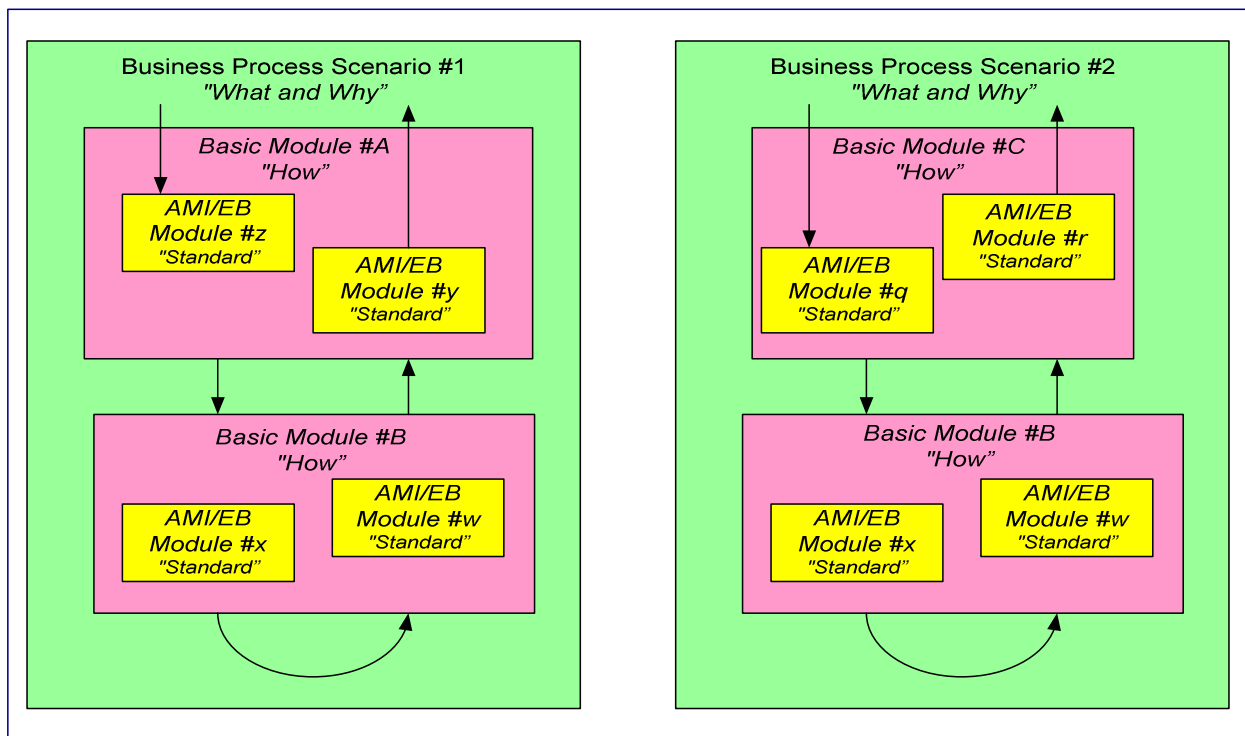 Business Process Scenario #1
"What and Why”
Basic Module #A
"How”
AMI/EB
Module #z
"Standard”
AMI/EB
Module #y
"Standard”
Basic Module #B
"How”
AMI/EB
Module #x
"Standard”
AMI/EB
Module #w
"Standard”
Business Process Scenario #2
"What and Why”
Basic Module #C
"How”
AMI/EB
Module #q
"Standard”
AMI/EB
Module #r
"Standard”
Basic Module #B
"How”
AMI/EB
Module #x
"Standard”
AMI/EB
Module #w
"Standard”